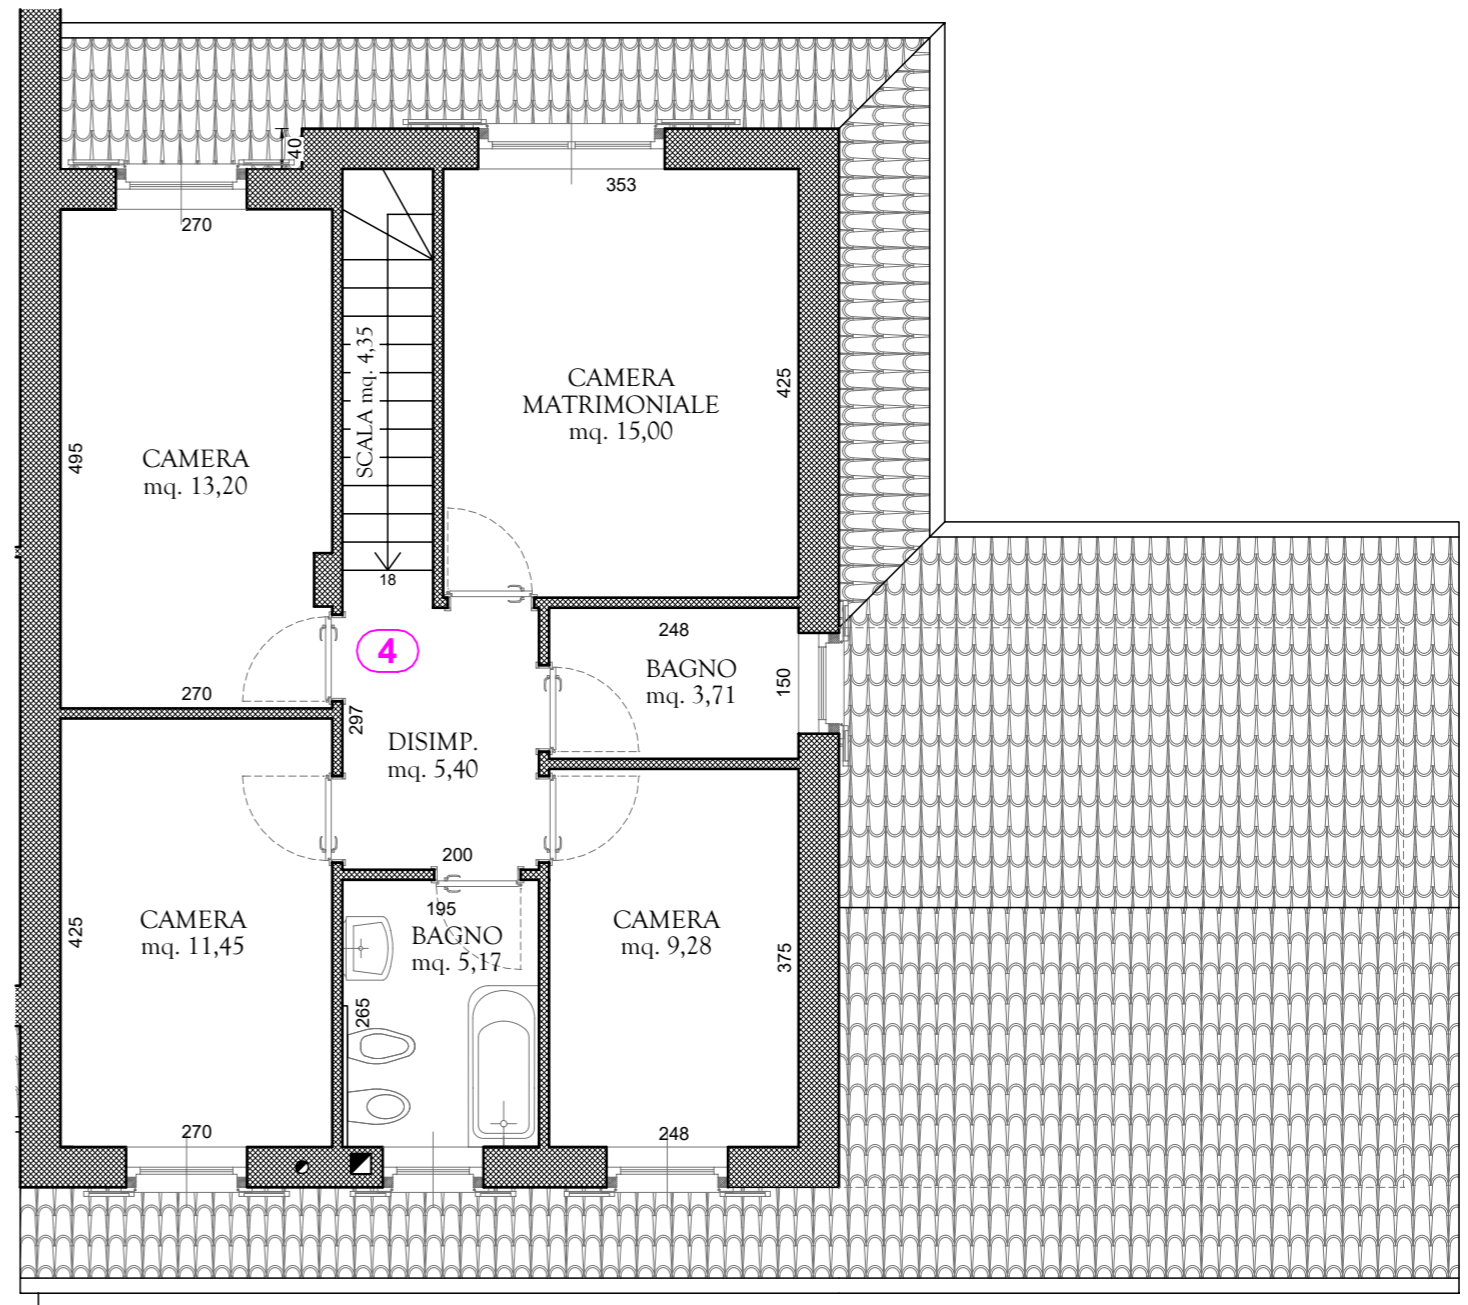 40
353
270
SCALA mq. 4,35
CAMERA
MATRIMONIALE
mq. 15,00
425
495
CAMERA
mq. 13,20
18
4
248
BAGNO
mq. 3,71
150
270
297
DISIMP.
mq. 5,40
200
195
BAGNO
mq. 5,17
265
CAMERA
mq. 11,45
425
CAMERA
mq. 9,28
375
270
248